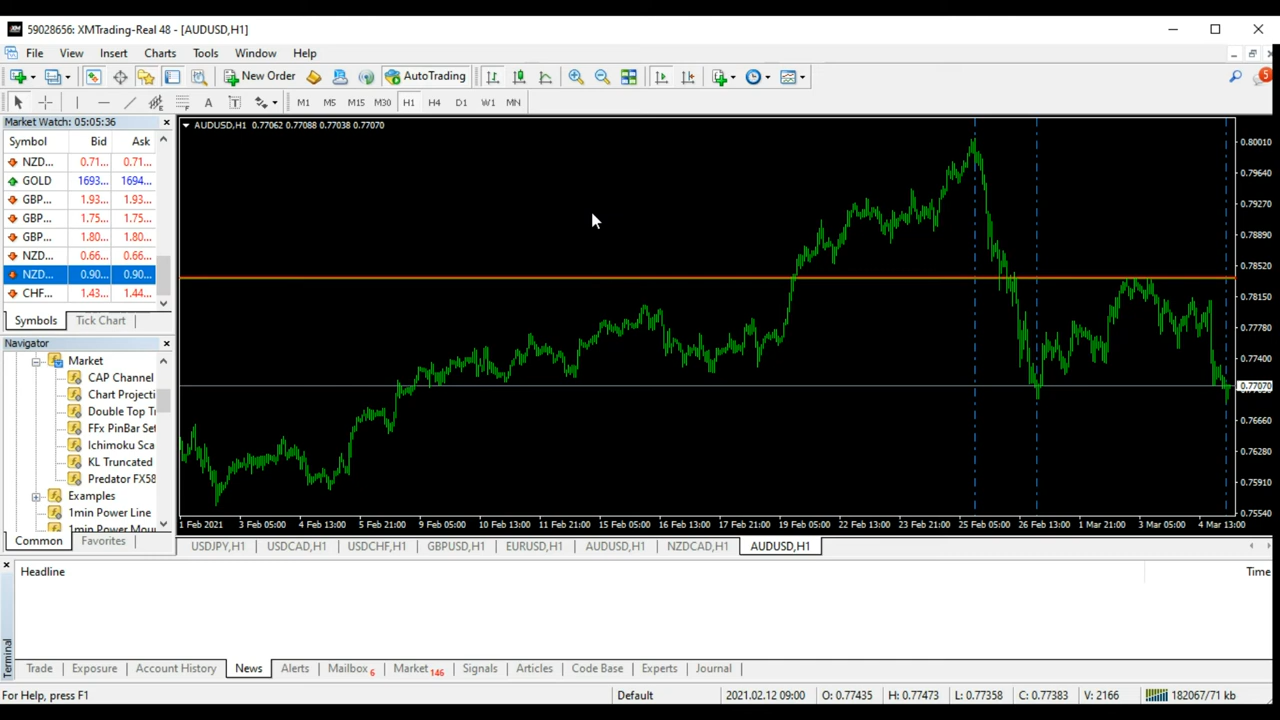 59028656: XMTrading-Real 48 - [AUDUSD,H1]
File View Insert Charts Tools Window Help
New Order AutoTrading 5
A T M1 M5 M15 M30 H1 H4 D1 W1 MN
Market Watch: 05:05:36
Symbol Bid Ask
NZD... 0.71... 0.71...
GOLD 1693... 1694...
GBP... 1.93... 1.93...
GBP... 1.75... 1.75...
GBP... 1.80... 1.80...
NZD... 0.66... 0.66...
NZD... 0.90... 0.90...
CHF... 1.43... 1.44...
Symbols Tick Chart
Navigator
Market
CAP Channel
Chart Projecti
Double Top Tr
FFx PinBar Set
Ichimoku Sca
KL Truncated
Predator FX58
Examples
1min Power Line
1min Power Mou
Common Favorites
AUDUSD,H1 0.77062 0.77088 0.77038 0.77070
0.80010
0.79640
0.79270
0.78890
0.78520
0.78150
0.77780
0.77400
0.77070
0.76660
0.76280
0.75910
0.75540
1 Feb 2021 3 Feb 05:00 4 Feb 13:00 5 Feb 21:00 9 Feb 05:00 10 Feb 13:00 11 Feb 21:00 15 Feb 05:00 16 Feb 13:00 17 Feb 21:00 19 Feb 05:00 22 Feb 13:00 23 Feb 21:00 25 Feb 05:00 26 Feb 13:00 1 Mar 21:00 3 Mar 05:00 4 Mar 13:00
USDJPY,H1 USDCAD,H1 USDCHF,H1 GBPUSD,H1 EURUSD,H1 AUDUSD,H1 NZDCAD,H1 AUDUSD,H1
Headline Time
Terminal
Trade Exposure Account History News Alerts Mailbox 6 Market 146 Signals Articles Code Base Experts Journal
For Help, press F1 Default 2021.02.12 09:00 O: 0.77435 H: 0.77473 L: 0.77358 C: 0.77383 V: 2166 182067/71 kb